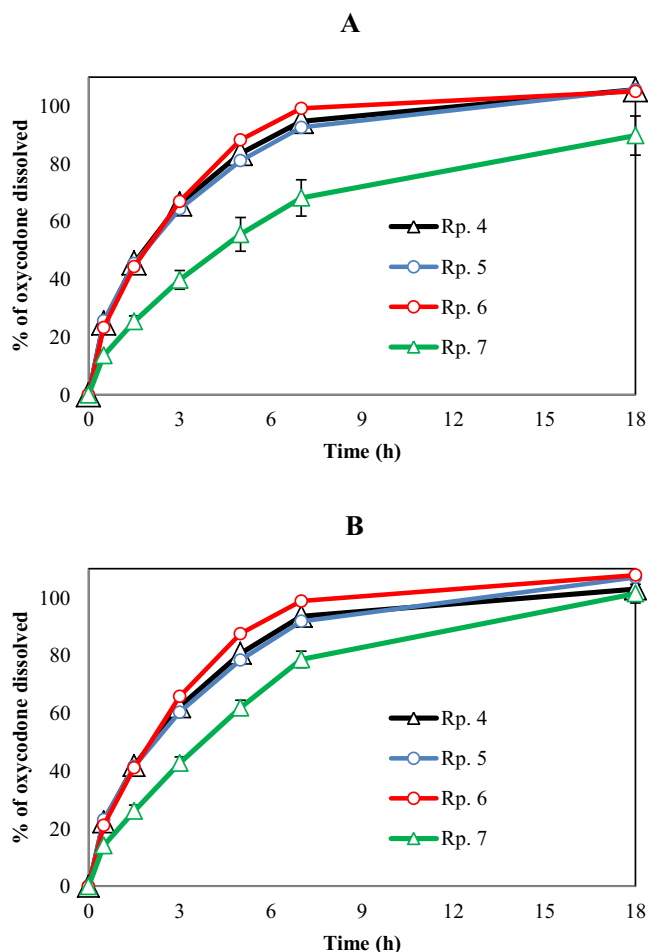 A
% of oxycodone dissolved
100
80
60
40
20
0
Rp. 4
Rp. 5
Rp. 6
Rp. 7
0 3 6 9 12 15 18
Time (h)
B
% of oxycodone dissolved
100
80
60
40
20
0
Rp. 4
Rp. 5
Rp. 6
Rp. 7
0 3 6 9 12 15 18
Time (h)